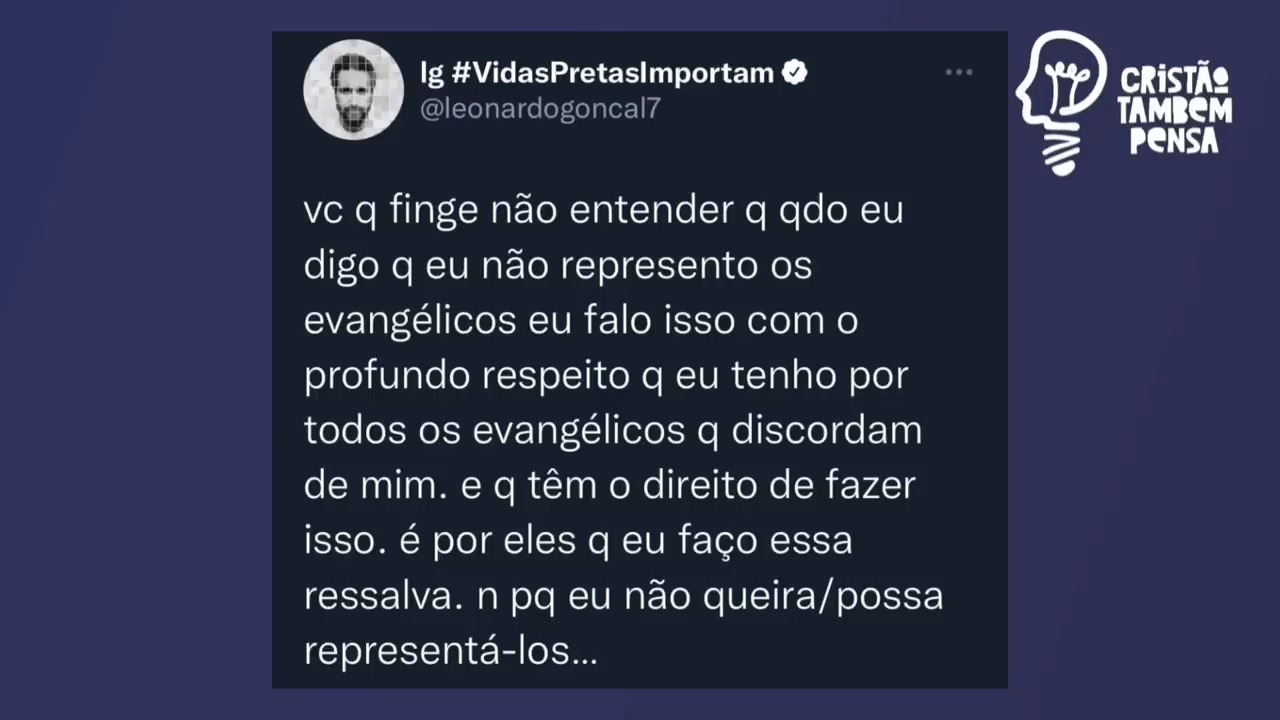 lg #VidasPretasImportam
@leonardogoncal7
vc q finge não entender q qdo eu
digo q eu não represento os
evangélicos eu falo isso com o
profundo respeito q eu tenho por
todos os evangélicos q discordam
de mim. e q têm o direito de fazer
isso. é por eles q eu faço essa
ressalva. n pq eu não queira/possa
representá-los...
CRISTÃO
TAMBÉM
PENSA